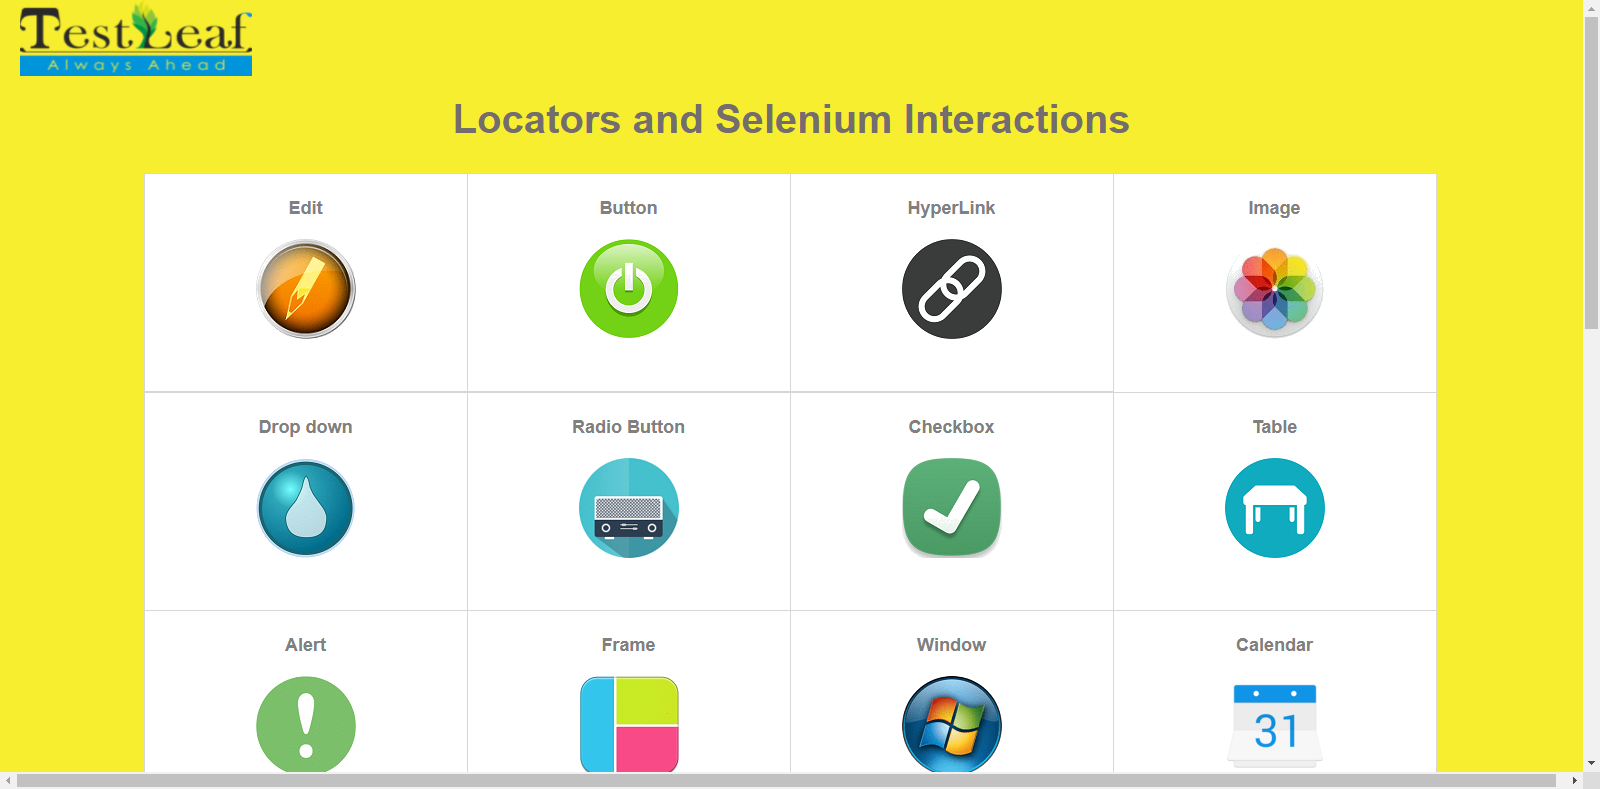 TestLeaf
Always Ahead
Locators and Selenium Interactions
Edit
Button
HyperLink
Image
Drop down
Radio Button
Checkbox
Table
Alert
Frame
Window
Calendar
31